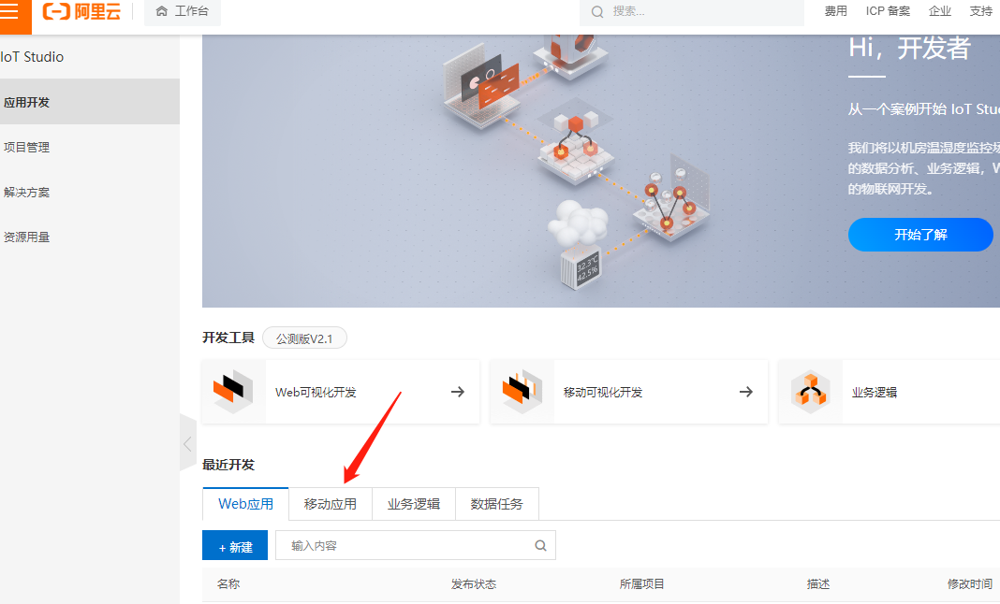 阿里云
工作台
搜索...
费用
ICP 备案
企业
支持
IoT Studio
应用开发
项目管理
解决方案
资源用量
Hi，开发者
从一个案例开始 IoT Stu
我们将以机房温湿度监控场
的数据分析、业务逻辑，W
的物联网开发。
开始了解
32.3℃
42.5%
开发工具
公测版V2.1
Web可视化开发
移动可视化开发
业务逻辑
最近开发
Web应用
移动应用
业务逻辑
数据任务
+ 新建
输入内容
名称
发布状态
所属项目
描述
修改时间